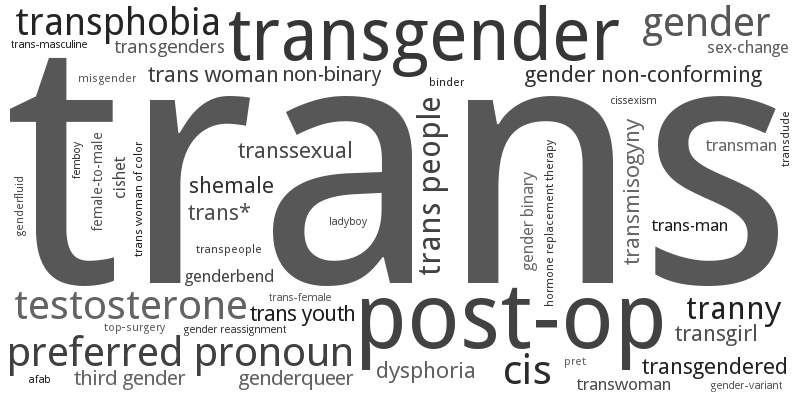 transphobia
transgender
gender
trans-masculine
transgenders
sex-change
misgender
trans woman
non-binary
binder
gender non-conforming
trans
cissexism
transdude
genderfluid
femboy
female-to-male
cishet
trans woman of color
transsexual
shemale
trans*
ladyboy
transpeople
genderbend
trans people
gender binary
hormone replacement therapy
transmisogyny
transman
trans-man
testosterone
trans-female
trans youth
top-surgery
gender reassignment
post-op
tranny
transgirl
preferred pronoun
afab
third gender
genderqueer
dysphoria
cis
pret
transgendered
transwoman
gender-variant